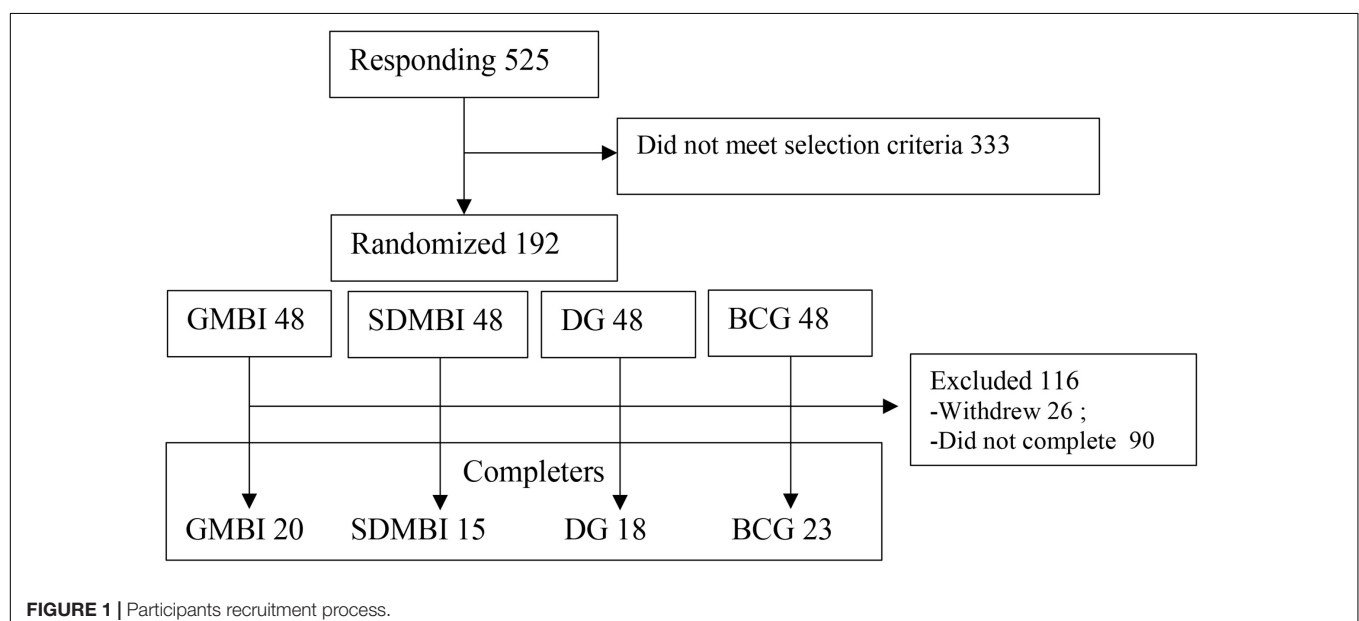 Responding 525
Did not meet selection criteria 333
Randomized 192
GMBI 48
SDMBI 48
DG 48
BCG 48
Excluded 116
-Withdrew 26 ;
-Did not complete 90
Completers
GMBI 20
SDMBI 15
DG 18
BCG 23
FIGURE 1 | Participants recruitment process.